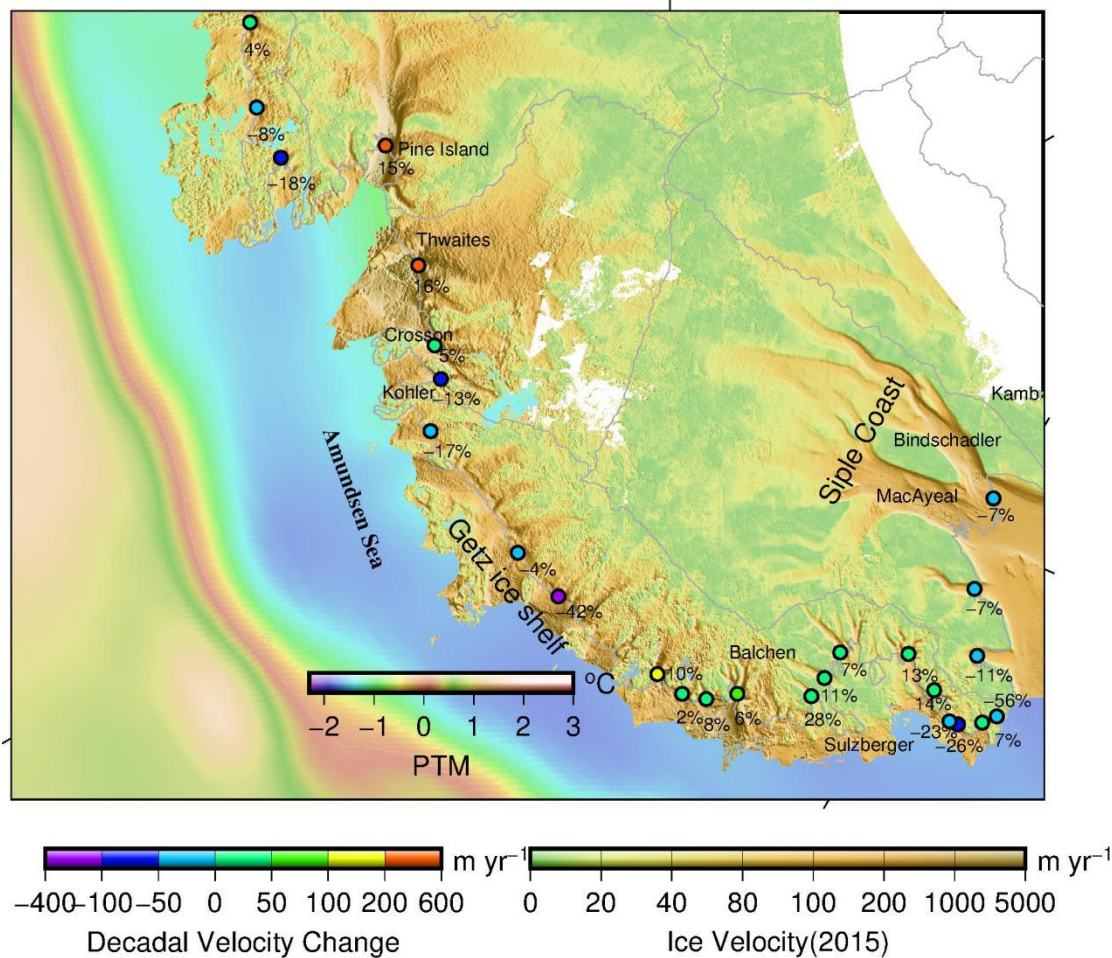 4%
−8%
−18%
Pine Island
15%
Thwaites
16%
Crosson
5%
Kohler
−13%
−17%
Amundsen Sea
Siple Coast
Kamb
Bindschadler
MacAyeal
−7%
Getz ice shelf
−4%
−42%
−7%
Balchen
10%
7%
13%
−11%
2%
8%
6%
11%
28%
14%
−56%
Sulzberger
−23%
−26%
7%
°C
−2 −1 0 1 2 3
PTM
m yr−1
−400 −100 −50 0 50 100 200 600
Decadal Velocity Change
m yr−1
0 20 40 80 100 200 1000 5000
Ice Velocity(2015)